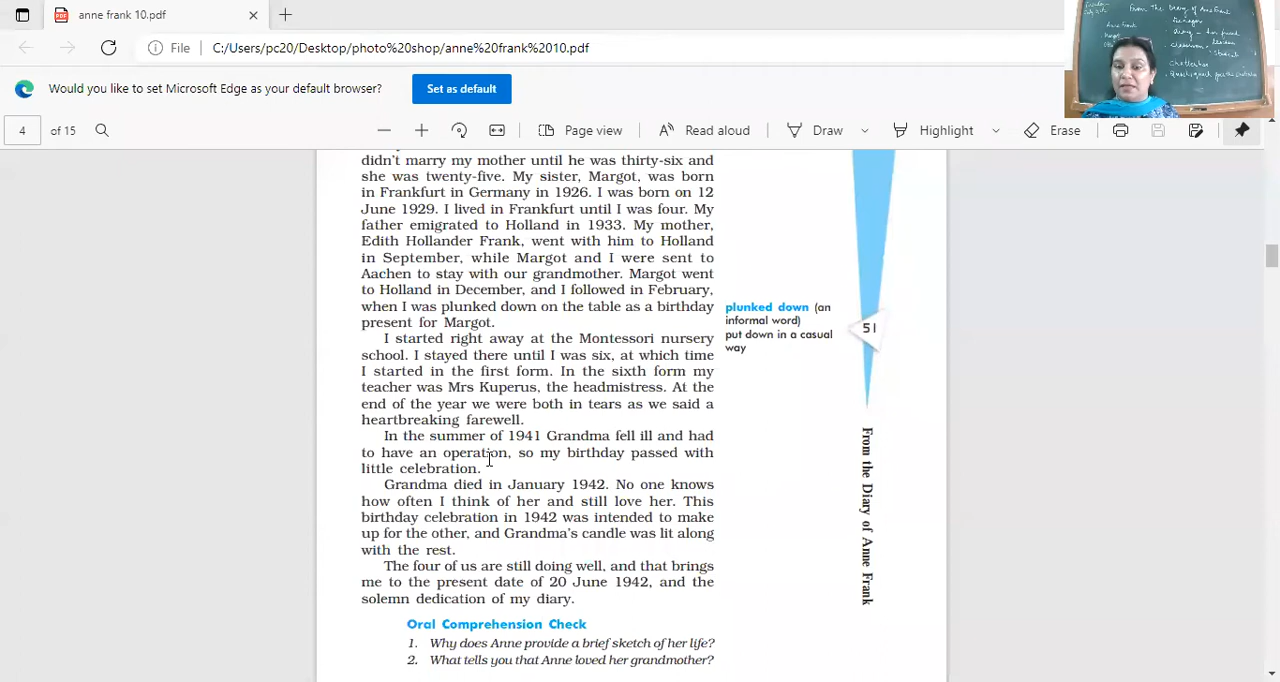 anne frank 10.pdf
File
C:/Users/pc20/Desktop/photo%20shop/anne%20frank%2010.pdf
Would you like to set Microsoft Edge as your default browser?
Set as default
4
of 15
Page view
Read aloud
Draw
Highlight
Erase
From The Diary of Anne Frank
Anne Frank
didn't marry my mother until he was thirty-six and
she was twenty-five. My sister, Margot, was born
in Frankfurt in Germany in 1926. I was born on 12
June 1929. I lived in Frankfurt until I was four. My
father emigrated to Holland in 1933. My mother,
Edith Hollander Frank, went with him to Holland
in September, while Margot and I were sent to
Aachen to stay with our grandmother. Margot went
to Holland in December, and I followed in February,
when I was plunked down on the table as a birthday
present for Margot.
I started right away at the Montessori nursery
school. I stayed there until I was six, at which time
I started in the first form. In the sixth form my
teacher was Mrs Kuperus, the headmistress. At the
end of the year we were both in tears as we said a
heartbreaking farewell.
In the summer of 1941 Grandma fell ill and had
to have an operation, so my birthday passed with
little celebration.
Grandma died in January 1942. No one knows
how often I think of her and still love her. This
birthday celebration in 1942 was intended to make
up for the other, and Grandma's candle was lit along
with the rest.
The four of us are still doing well, and that brings
me to the present date of 20 June 1942, and the
solemn dedication of my diary.
Oral Comprehension Check
1. Why does Anne provide a brief sketch of her life?
2. What tells you that Anne loved her grandmother?
plunked down (an
informal word)
put down in a casual
way
51
From the Diary of Anne Frank